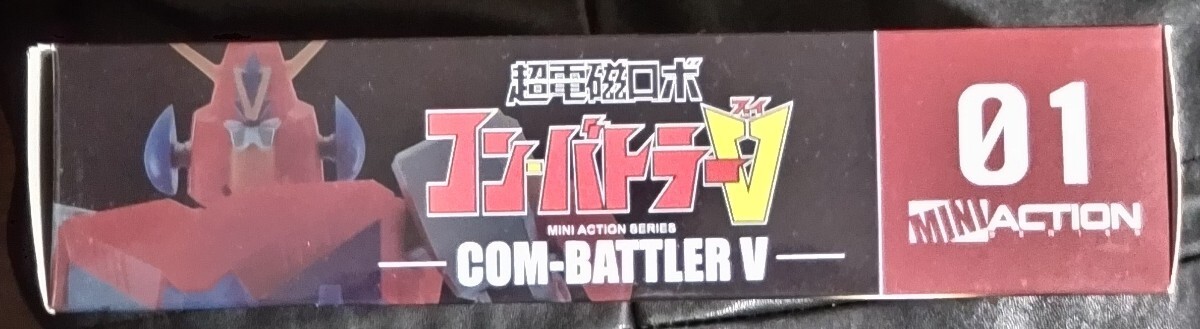 超電磁ロボ
コン・バトラーV
ブイ
MINI ACTION SERIES
COM-BATTLER V
01
MINI ACTION